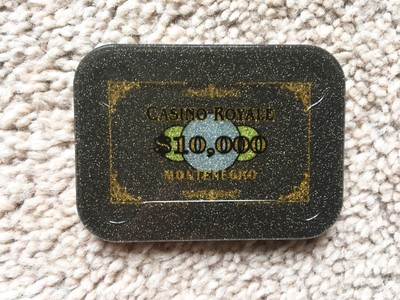 CASINO ROYALE
$10,000
MONTENEGRO